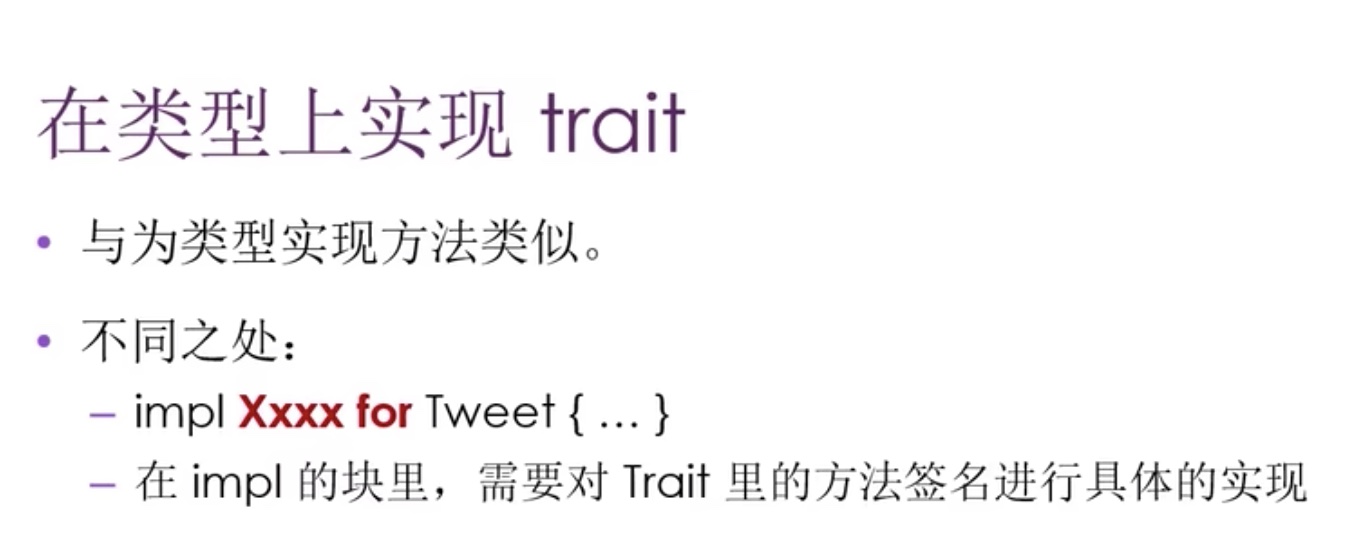 在类型上实现 trait
• 与为类型实现方法类似。
• 不同之处：
– impl Xxxx for Tweet { … }
– 在 impl 的块里，需要对 Trait 里的方法签名进行具体的实现